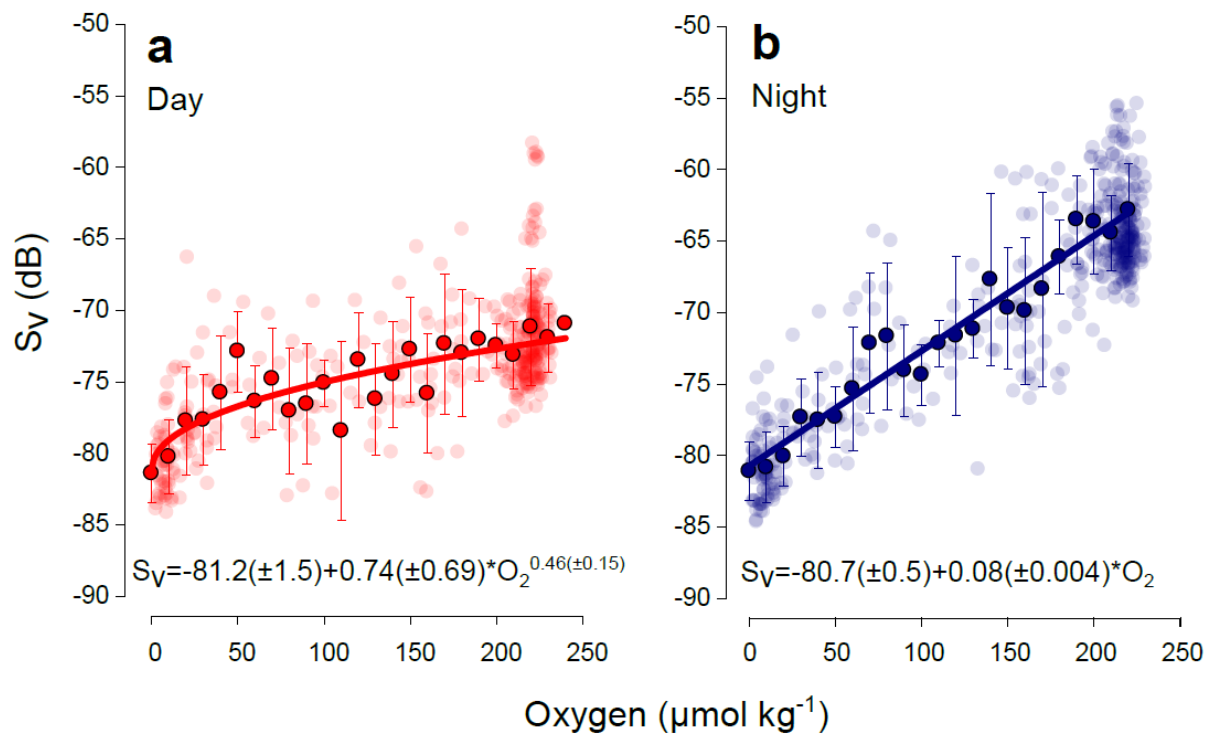 a
Day
-50
-55
-60
-65
-70
-75
-80
-85
-90
Sv (dB)
Sv=-81.2(±1.5)+0.74(±0.69)*O2^0.46(±0.15)
0 50 100 150 200 250
b
Night
-50
-55
-60
-65
-70
-75
-80
-85
-90
Sv=-80.7(±0.5)+0.08(±0.004)*O2
0 50 100 150 200 250
Oxygen (µmol kg-1)